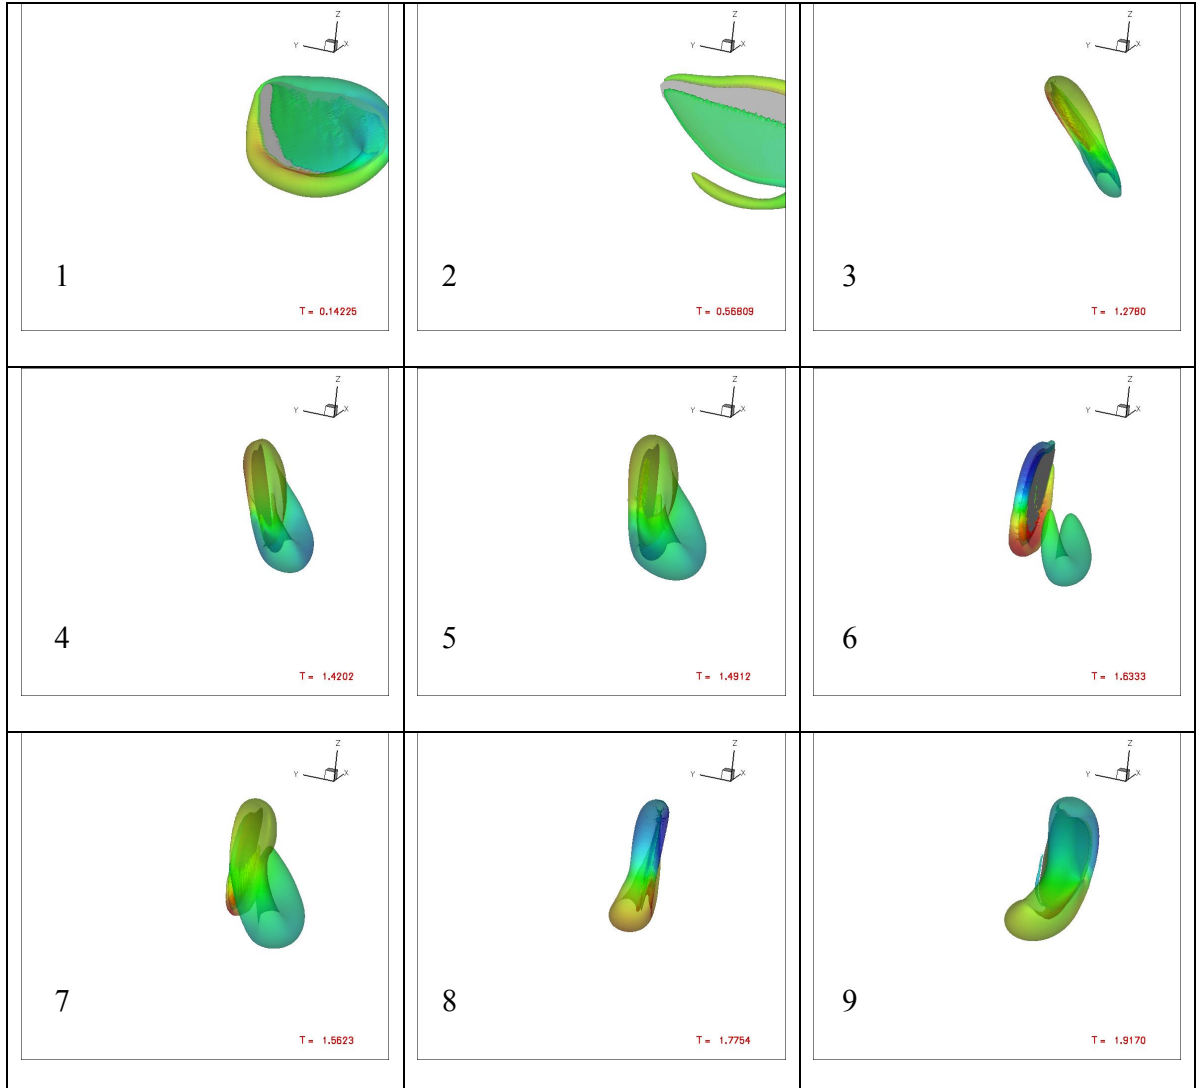 Z
Y X
1
T = 0.14225
Z
Y X
2
T = 0.56809
Z
Y X
3
T = 1.2780
Z
Y X
4
T = 1.4202
Z
Y X
5
T = 1.4912
Z
Y X
6
T = 1.6333
Z
Y X
7
T = 1.5623
Z
Y X
8
T = 1.7754
Z
Y X
9
T = 1.9170